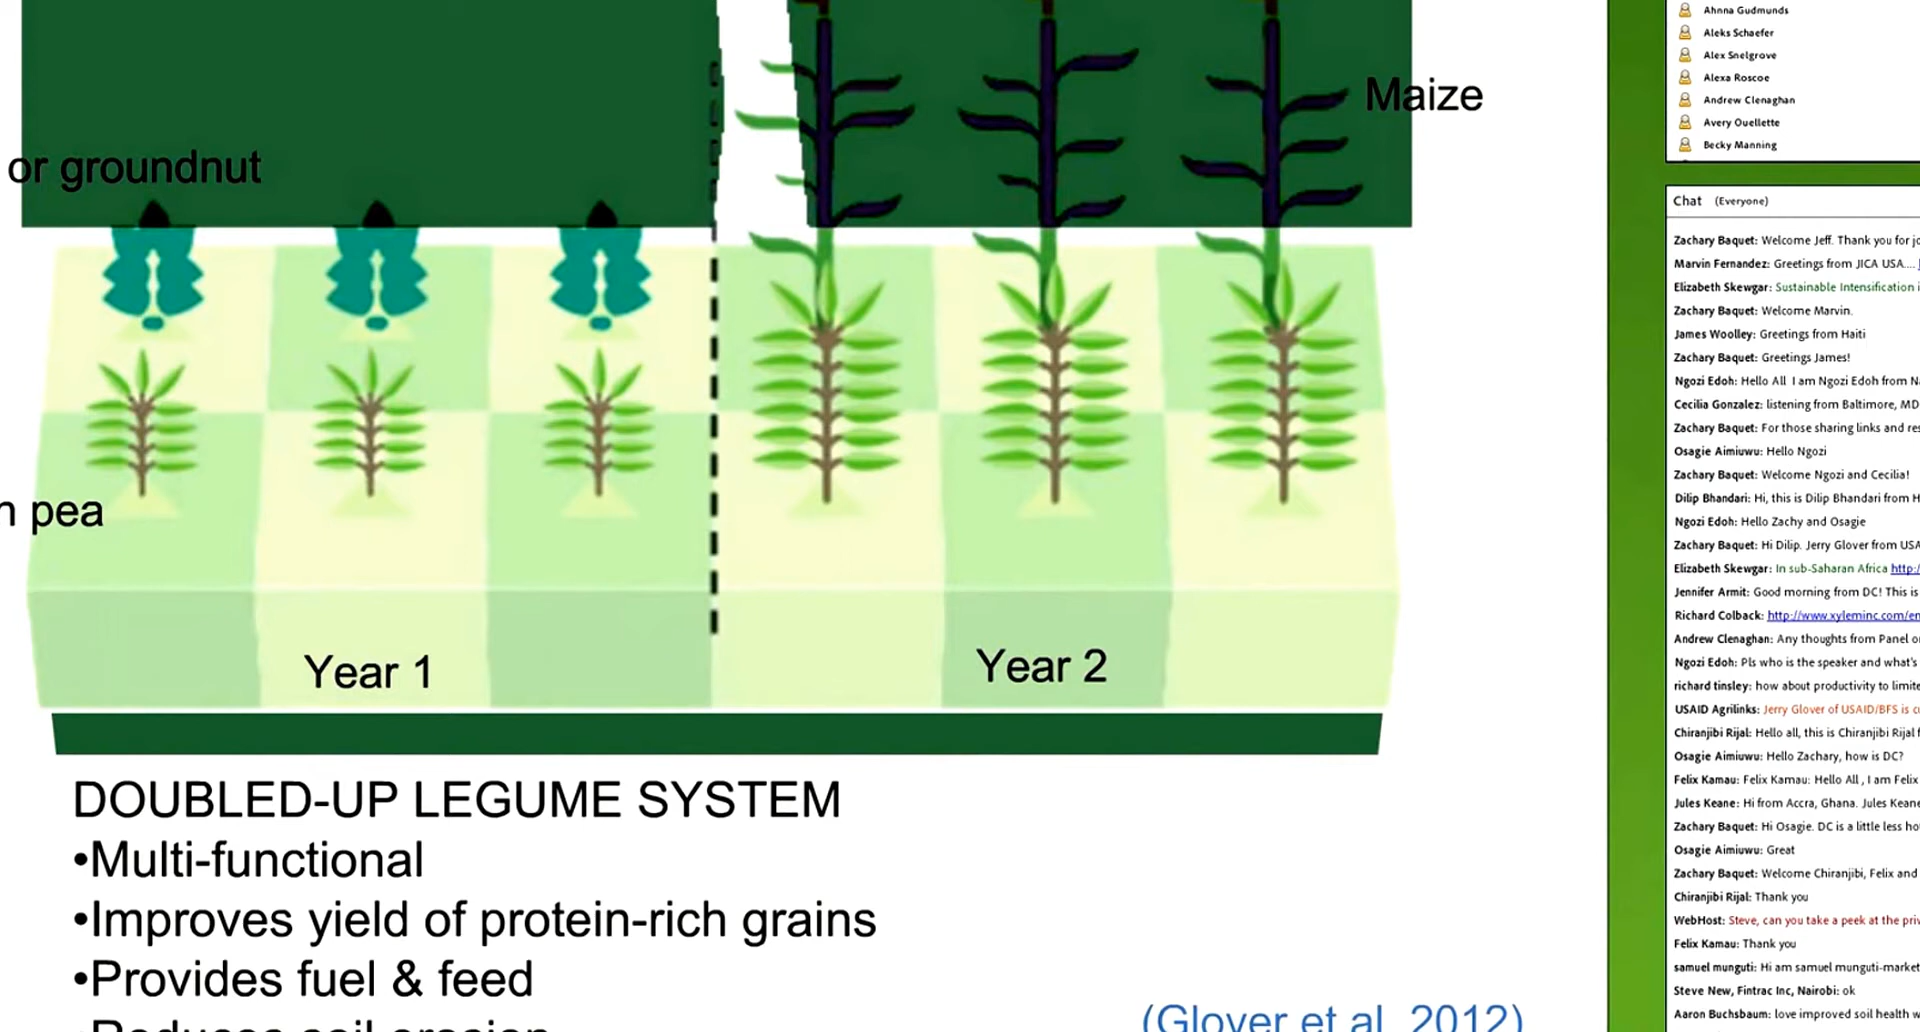 Maize
or groundnut
pea
Year 1
Year 2
DOUBLED-UP LEGUME SYSTEM
•Multi-functional
•Improves yield of protein-rich grains
•Provides fuel & feed
•Reduces soil erosion
(Glover et al. 2012)
Ahnna Gudmunds
Aleks Schaefer
Alex Snelgrove
Alexa Roscoe
Andrew Clenaghan
Avery Ouellette
Becky Manning
Chat (Everyone)
Zachary Baquet: Welcome Jeff. Thank you for
Marvin Fernandez: Greetings from JICA USA....
Elizabeth Skewgar: Sustainable Intensification
Zachary Baquet: Welcome Marvin.
James Woolley: Greetings from Haiti
Zachary Baquet: Greetings James!
Ngozi Edoh: Hello All I am Ngozi Edoh from
Cecilia Gonzalez: listening from Baltimore, MD
Zachary Baquet: For those sharing links and
Osagie Aimiuwu: Hello Ngozi
Zachary Baquet: Welcome Ngozi and Cecilia!
Dilip Bhandari: Hi, this is Dilip Bhandari from
Ngozi Edoh: Hello Zachy and Osagie
Zachary Baquet: Hi Dilip. Jerry Glover from
Elizabeth Skewgar: In sub-Saharan Africa http:/
Jennifer Armit: Good morning from DC! This is
Richard Colback: http://www.xyleminc.com/en
Andrew Clenaghan: Any thoughts from Panel
Ngozi Edoh: Pls who is the speaker and what's
richard tinsley: how about productivity to
USAID Agrilinks: Jerry Glover of USAID/BFS is
Chiranjibi Rijal: Hello all, this is Chiranjibi Rijal
Osagie Aimiuwu: Hello Zachary, how is DC?
Felix Kamau: Felix Kamau: Hello All , I am Felix
Jules Keane: Hi from Accra, Ghana. Jules Keane
Zachary Baquet: Hi Osagie. DC is a little less
Osagie Aimiuwu: Great
Zachary Baquet: Welcome Chiranjibi, Felix and
Chiranjibi Rijal: Thank you
WebHost: Steve, can you take a peek at the
Felix Kamau: Thank you
samuel munguti: Hi am samuel munguti-market
Steve New, Fintrac Inc, Nairobi: ok
Aaron Buchsbaum: love improved soil health